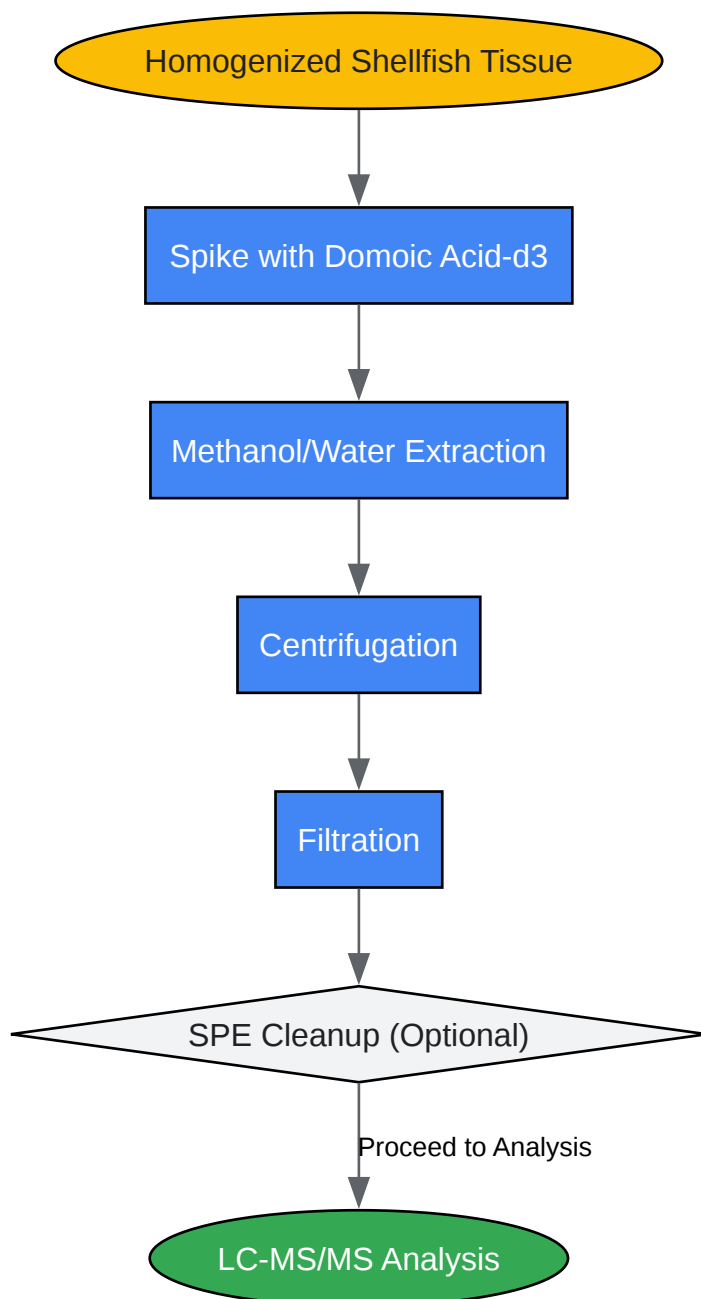 Homogenized Shellfish Tissue
Spike with Domoic Acid-d3
Methanol/Water Extraction
Centrifugation
Filtration
SPE Cleanup (Optional)
Proceed to Analysis
LC-MS/MS Analysis